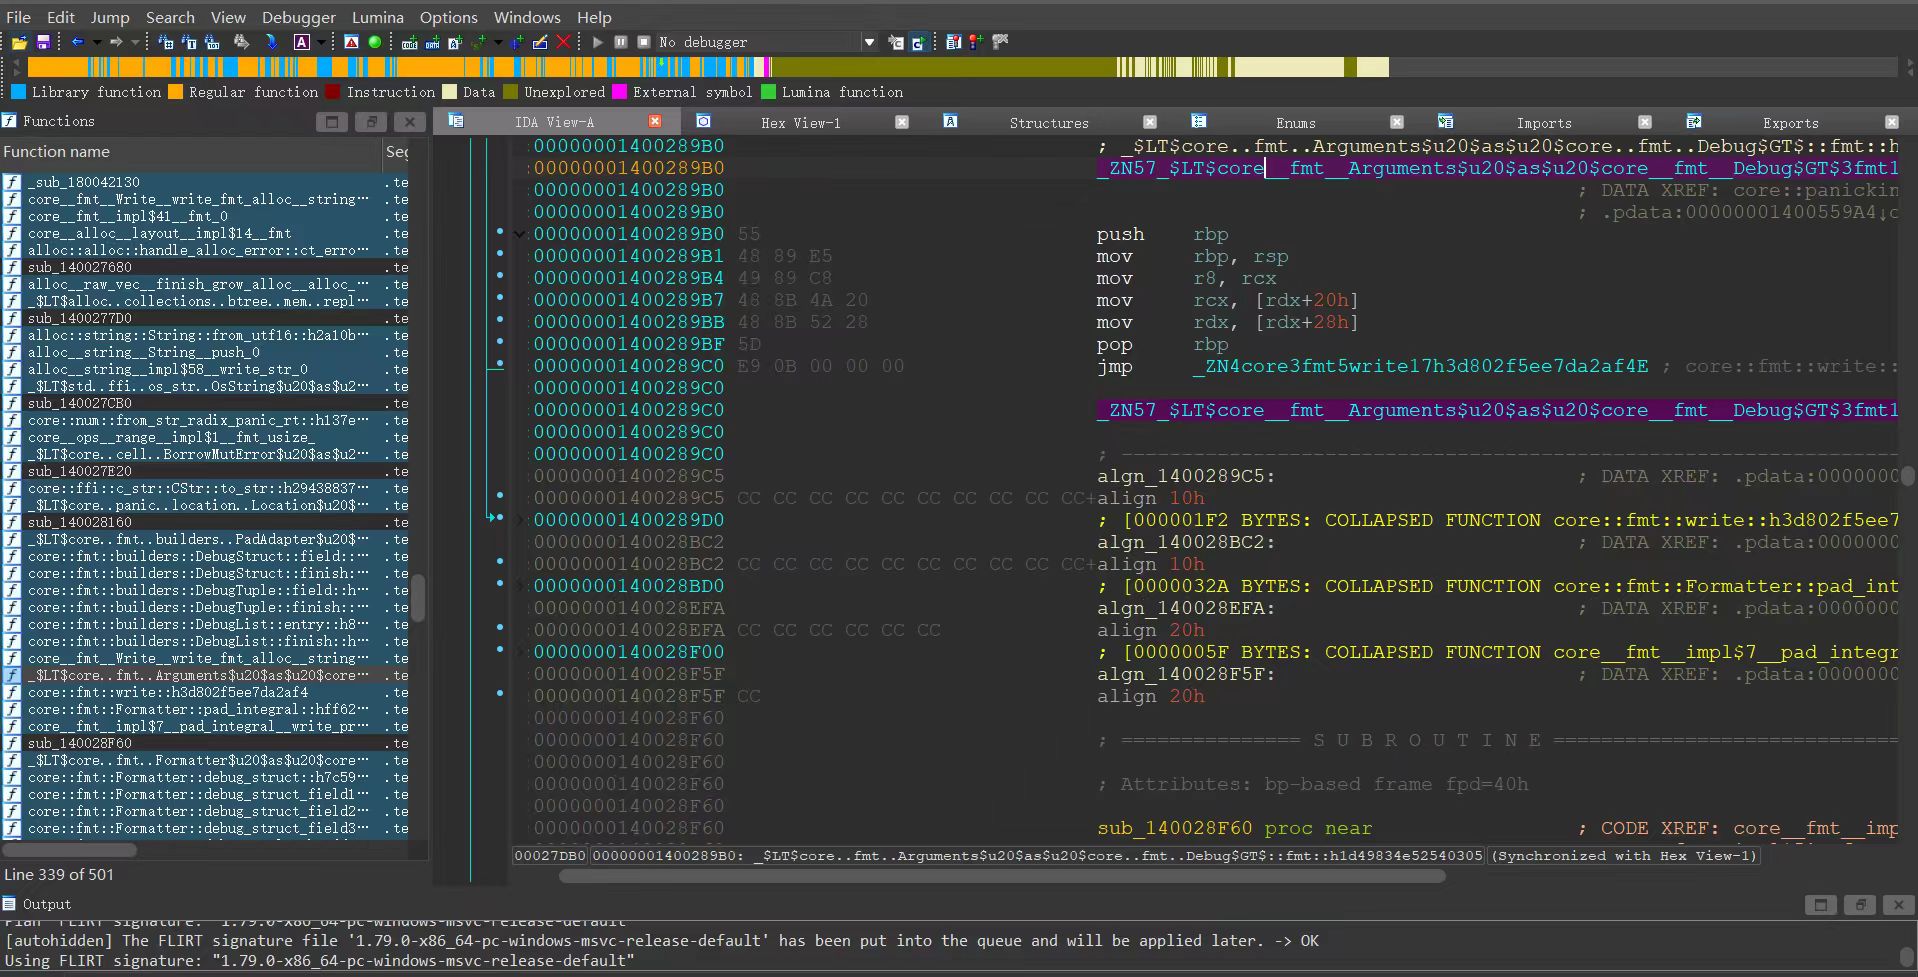 File Edit Jump Search View Debugger Lumina Options Windows Help
No debugger
Library function Regular function Instruction Data Unexplored External symbol Lumina function
Functions
Function name Seg
_sub_180042130 .te
core__fmt__Write__write_fmt_alloc__string… .te
core__fmt__impl$41__fmt_0 .te
core__alloc__layout__impl$14__fmt .te
alloc::alloc::handle_alloc_error::ct_erro… .te
sub_140027680 .te
alloc__raw_vec__finish_grow_alloc__alloc_… .te
_$LT$alloc..collections..btree..mem..repl… .te
sub_1400277D0 .te
alloc::string::String::from_utf16::h2a10b… .te
alloc__string__String__push_0 .te
alloc__string__impl$58__write_str_0 .te
_$LT$std..ffi..os_str..OsString$u20$as$u2… .te
sub_140027CB0 .te
core::num::from_str_radix_panic_rt::h137e… .te
core__ops__range__impl$1__fmt_usize_ .te
_$LT$core..cell..BorrowMutError$u20$as$u2… .te
sub_140027E20 .te
core::ffi::c_str::CStr::to_str::h29438837… .te
_$LT$core..panic..location..Location$u20$… .te
sub_140028160 .te
_$LT$core..fmt..builders..PadAdapter$u20$… .te
core::fmt::builders::DebugStruct::field::… .te
core::fmt::builders::DebugStruct::finish:… .te
core::fmt::builders::DebugTuple::field::h… .te
core::fmt::builders::DebugTuple::finish::… .te
core::fmt::builders::DebugList::entry::h8… .te
core::fmt::builders::DebugList::finish::h… .te
core__fmt__Write__write_fmt_alloc__string… .te
_$LT$core..fmt..Arguments$u20$as$u20$core… .te
core::fmt::write::h3d802f5ee7da2af4 .te
core::fmt::Formatter::pad_integral::hff62… .te
core__fmt__impl$7__pad_integral__write_pr… .te
sub_140028F60 .te
_$LT$core..fmt..Formatter$u20$as$u20$core… .te
core::fmt::Formatter::debug_struct::h7c59… .te
core::fmt::Formatter::debug_struct_field1… .te
core::fmt::Formatter::debug_struct_field2… .te
core::fmt::Formatter::debug_struct_field3… .te
Line 339 of 501
IDA View-A Hex View-1 Structures Enums Imports Exports
:00000001400289B0 ; _$LT$core..fmt..Arguments$u20$as$u20$core..fmt..Debug$GT$::fmt::h
:00000001400289B0 _ZN57_$LT$core__fmt__Arguments$u20$as$u20$core__fmt__Debug$GT$3fmt1
:00000001400289B0 ; DATA XREF: core::panickin
:00000001400289B0 ; .pdata:00000001400559A4↓o
:00000001400289B0 55 push rbp
:00000001400289B1 48 89 E5 mov rbp, rsp
:00000001400289B4 49 89 C8 mov r8, rcx
:00000001400289B7 48 8B 4A 20 mov rcx, [rdx+20h]
:00000001400289BB 48 8B 52 28 mov rdx, [rdx+28h]
:00000001400289BF 5D pop rbp
:00000001400289C0 E9 0B 00 00 00 jmp _ZN4core3fmt5write17h3d802f5ee7da2af4E ; core::fmt::write::
:00000001400289C0
:00000001400289C0 _ZN57_$LT$core__fmt__Arguments$u20$as$u20$core__fmt__Debug$GT$3fmt1
:00000001400289C0
:00000001400289C0 ; ---------------------------------------------------------------------------
:00000001400289C5 algn_1400289C5: ; DATA XREF: .pdata:0000000
:00000001400289C5 CC CC CC CC CC CC CC CC CC CC+ align 10h
:00000001400289D0 ; [000001F2 BYTES: COLLAPSED FUNCTION core::fmt::write::h3d802f5ee7
:0000000140028BC2 algn_140028BC2: ; DATA XREF: .pdata:0000000
:0000000140028BC2 CC CC CC CC CC CC CC CC CC CC+ align 10h
:0000000140028BD0 ; [0000032A BYTES: COLLAPSED FUNCTION core::fmt::Formatter::pad_int
:0000000140028EFA algn_140028EFA: ; DATA XREF: .pdata:0000000
:0000000140028EFA CC CC CC CC CC CC align 20h
:0000000140028F00 ; [0000005F BYTES: COLLAPSED FUNCTION core__fmt__impl$7__pad_integr
:0000000140028F5F algn_140028F5F: ; DATA XREF: .pdata:0000000
:0000000140028F5F CC align 20h
:0000000140028F60
:0000000140028F60 ; =============== S U B R O U T I N E =============================
:0000000140028F60
:0000000140028F60 ; Attributes: bp-based frame fpd=40h
:0000000140028F60
:0000000140028F60 sub_140028F60 proc near ; CODE XREF: core__fmt__imp
00027DB0 00000001400289B0: _$LT$core..fmt..Arguments$u20$as$u20$core..fmt..Debug$GT$::fmt::h1d49834e52540305 (Synchronized with Hex View-1)
Output
Plan  FLIRT signature: '1.79.0-x86_64-pc-windows-msvc-release-default'
[autohidden] The FLIRT signature file '1.79.0-x86_64-pc-windows-msvc-release-default' has been put into the queue and will be applied later. -> OK
Using FLIRT signature: "1.79.0-x86_64-pc-windows-msvc-release-default"